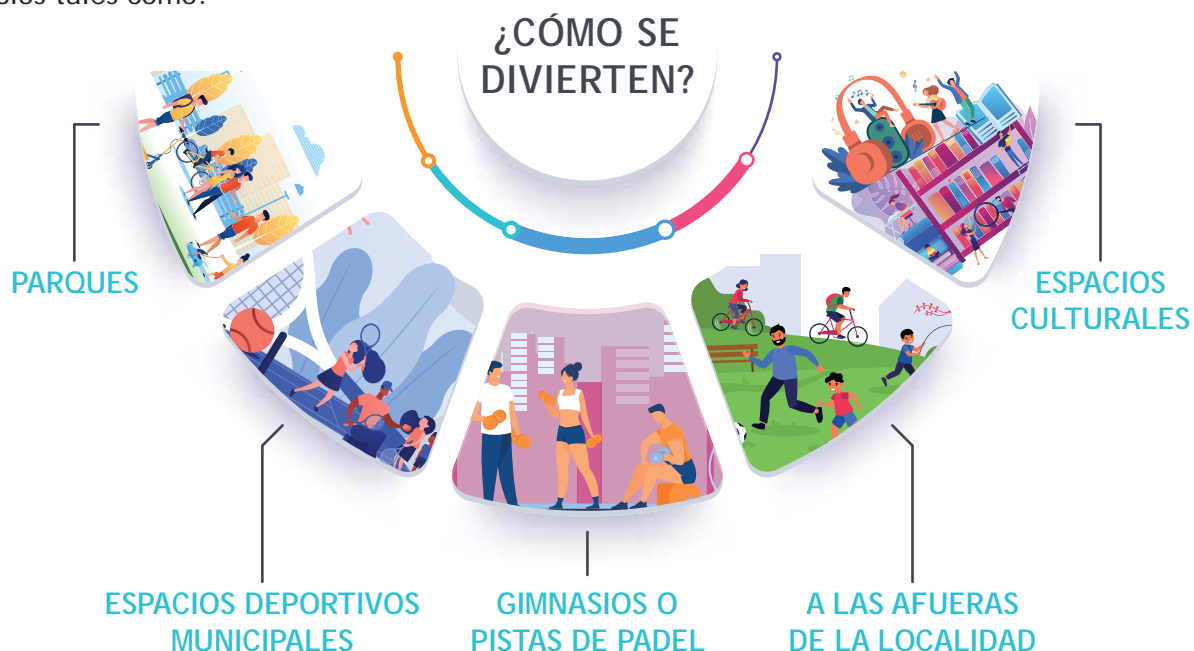 ¿CÓMO SE
DIVIERTEN?
PARQUES
ESPACIOS DEPORTIVOS
MUNICIPALES
GIMNASIOS O
PISTAS DE PADEL
A LAS AFUERAS
DE LA LOCALIDAD
ESPACIOS
CULTURALES